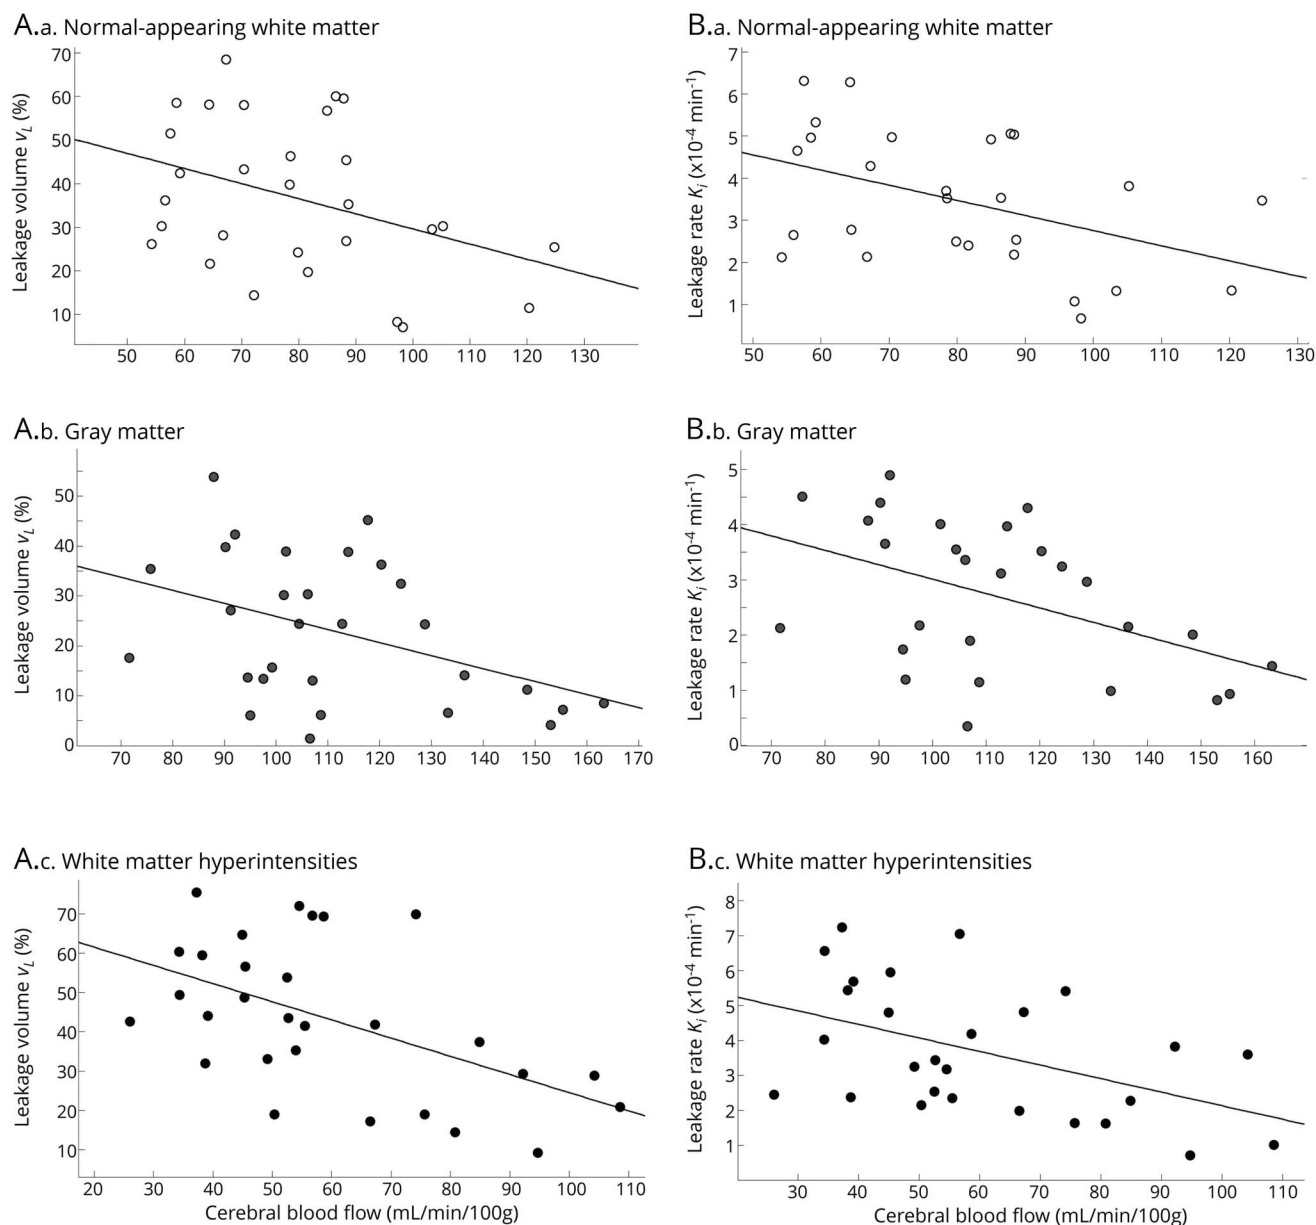 A.a. Normal-appearing white matter
70
60
50
40
30
20
10
Leakage volume vL (%)
50 60 70 80 90 100 110 120 130
B.a. Normal-appearing white matter
7
6
5
4
3
2
1
Leakage rate Ki (x10-4 min-1)
50 60 70 80 90 100 110 120 130
A.b. Gray matter
50
40
30
20
10
0
Leakage volume vL (%)
70 80 90 100 110 120 130 140 150 160 170
B.b. Gray matter
5
4
3
2
1
0
Leakage rate Ki (x10-4 min-1)
70 80 90 100 110 120 130 140 150 160
A.c. White matter hyperintensities
70
60
50
40
30
20
10
Leakage volume vL (%)
20 30 40 50 60 70 80 90 100 110
Cerebral blood flow (mL/min/100g)
B.c. White matter hyperintensities
8
7
6
5
4
3
2
1
Leakage rate Ki (x10-4 min-1)
30 40 50 60 70 80 90 100 110
Cerebral blood flow (mL/min/100g)